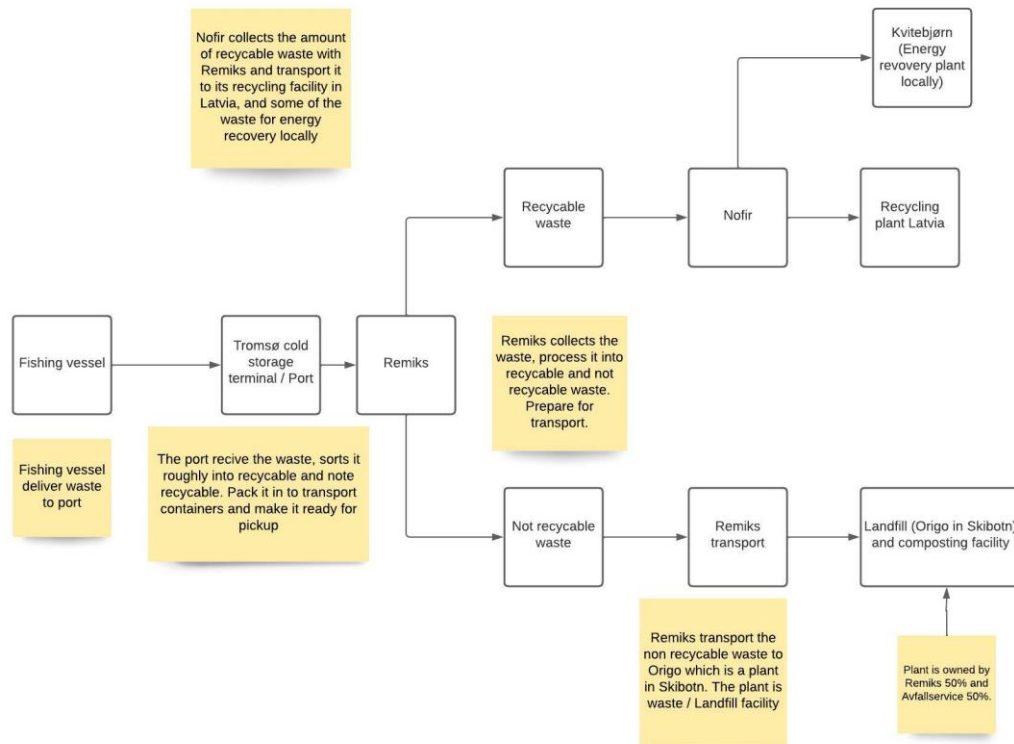 Nofir collects the amount
of recycable waste with
Remiks and transport it
to its recycling facility in
Latvia, and some of the
waste for energy
recovery locally
Kvitebjørn
(Energy
revovery plant
locally)
Recycable
waste
Nofir
Recycling
plant Latvia
Fishing vessel
Tromsø cold
storage
terminal / Port
Remiks
Remiks collects the
waste, process it into
recycable and not
recycable waste.
Prepare for
transport.
Fishing vessel
deliver waste
to port
The port recive the waste, sorts it
roughly into recycable and note
recycable. Pack it in to transport
containers and make it ready for
pickup
Not recycable
waste
Remiks
transport
Landfill (Origo in Skibotn)
and composting facility
Remiks transport the
non recycable waste to
Origo which is a plant
in Skibotn. The plant is
waste / Landfill facility
Plant is owned by
Remiks 50% and
Avfallservice 50%.